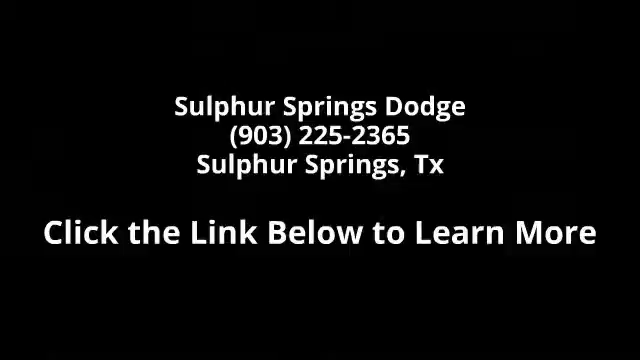 Sulphur Springs Dodge
(903) 225-2365
Sulphur Springs, Tx
Click the Link Below to Learn More